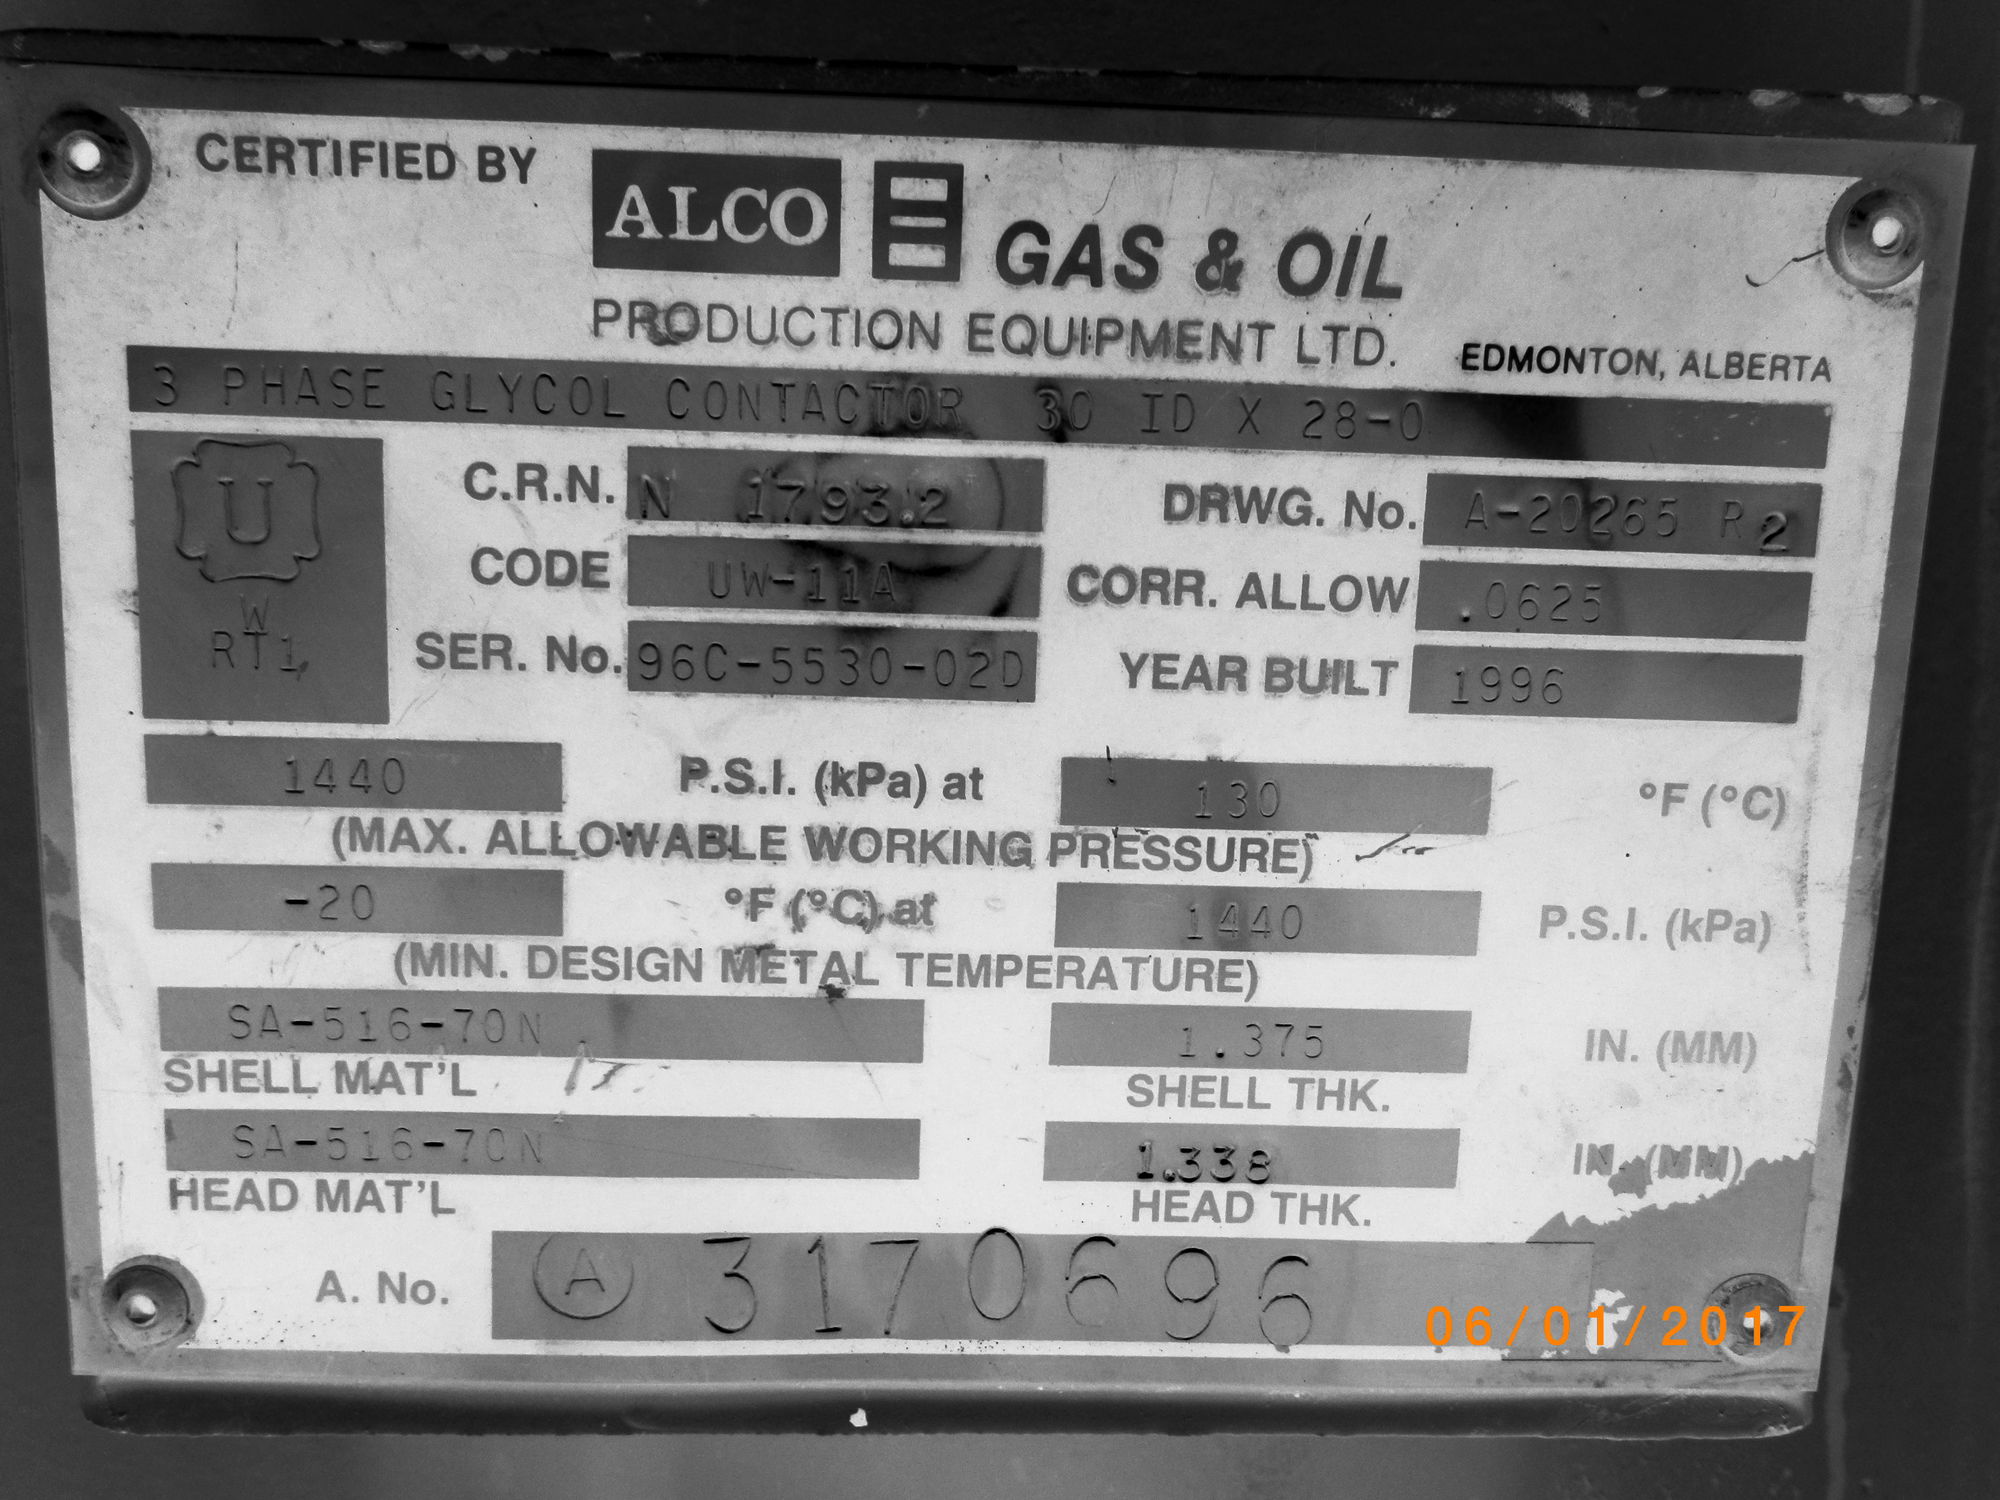 CERTIFIED BY ALCO GAS & OIL
PRODUCTION EQUIPMENT LTD. EDMONTON, ALBERTA
3 PHASE GLYCOL CONTACTOR 30 ID X 28-0
U
W
RT1
C.R.N. N 1793.2 DRWG. No. A-20265 R2
CODE UW-11A CORR. ALLOW .0625
SER. No. 96C-5530-02D YEAR BUILT 1996
1440 P.S.I. (kPa) at 130 °F (°C)
(MAX. ALLOWABLE WORKING PRESSURE)
-20 °F (°C) at 1440 P.S.I. (kPa)
(MIN. DESIGN METAL TEMPERATURE)
SA-516-70N 1.375 IN. (MM)
SHELL MAT'L SHELL THK.
SA-516-70N 1.338 IN. (MM)
HEAD MAT'L HEAD THK.
A. No. A 3170696
06/01/2017